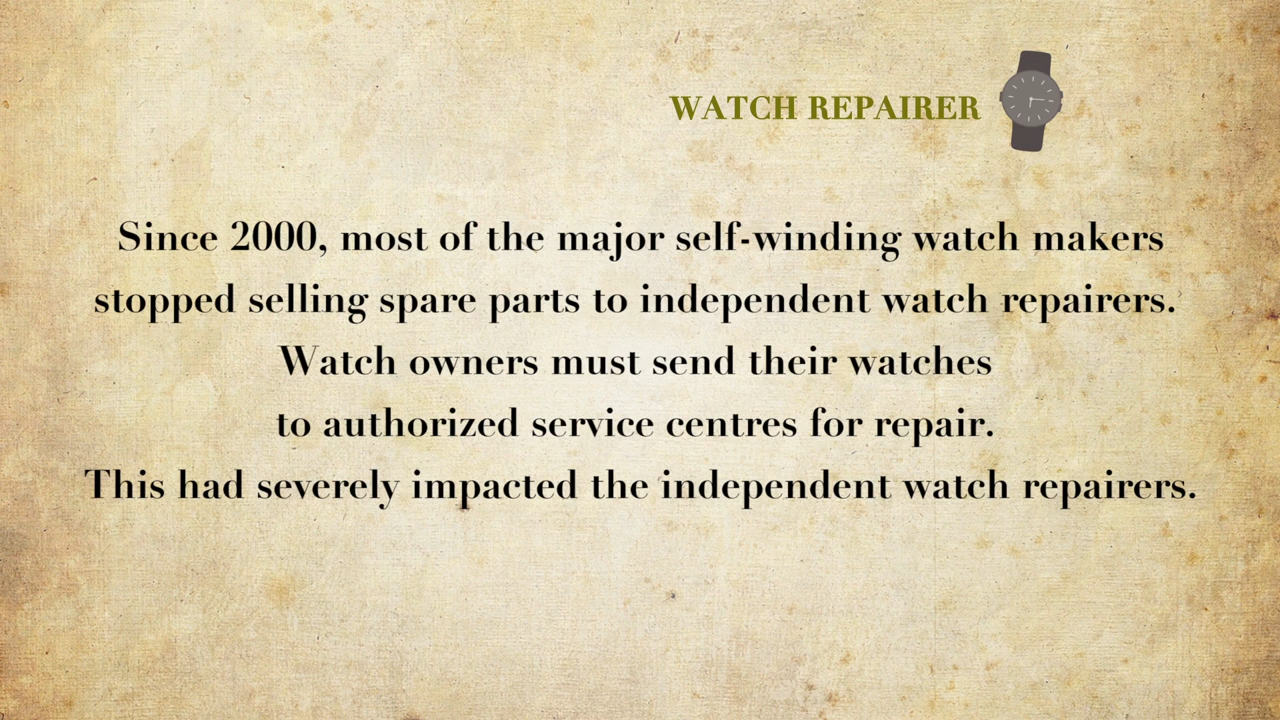 WATCH REPAIRER
Since 2000, most of the major self-winding watch makers
stopped selling spare parts to independent watch repairers.
Watch owners must send their watches
to authorized service centres for repair.
This had severely impacted the independent watch repairers.